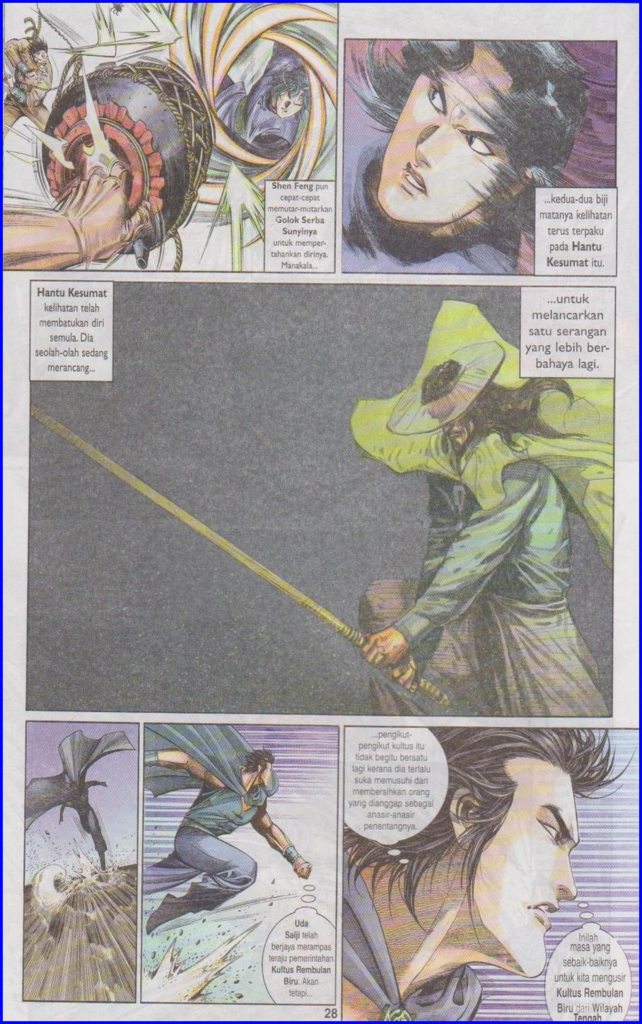 Shen Feng pun
cepat-cepat
memutar-mutarkan
Golok Serba
Sunyinya
untuk memper-
tahankan dirinya.
Manakala...
...kedua-dua biji
matanya kelihatan
terus terpaku
pada Hantu
Kesumat itu.
Hantu Kesumat
kelihatan telah
membatukan diri
semula. Dia
seolah-olah sedang
merancang...
...untuk
melancarkan
satu serangan
yang lebih ber-
bahaya lagi.
Uda
Salji telah
berjaya merampas
teraju pemerintahan
Kultus Rembulan
Biru. Akan
tetapi...
...pengikut-
pengikut kultus itu
tidak begitu bersatu
lagi kerana dia terlalu
suka memusuhi dan
membersihkan orang
yang dianggap sebagai
anasir-anasir
penentangnya.
Inilah
masa yang
sebaik-baiknya
untuk kita mengusir
Kultus Rembulan
Biru dari Wilayah
Tengah
28